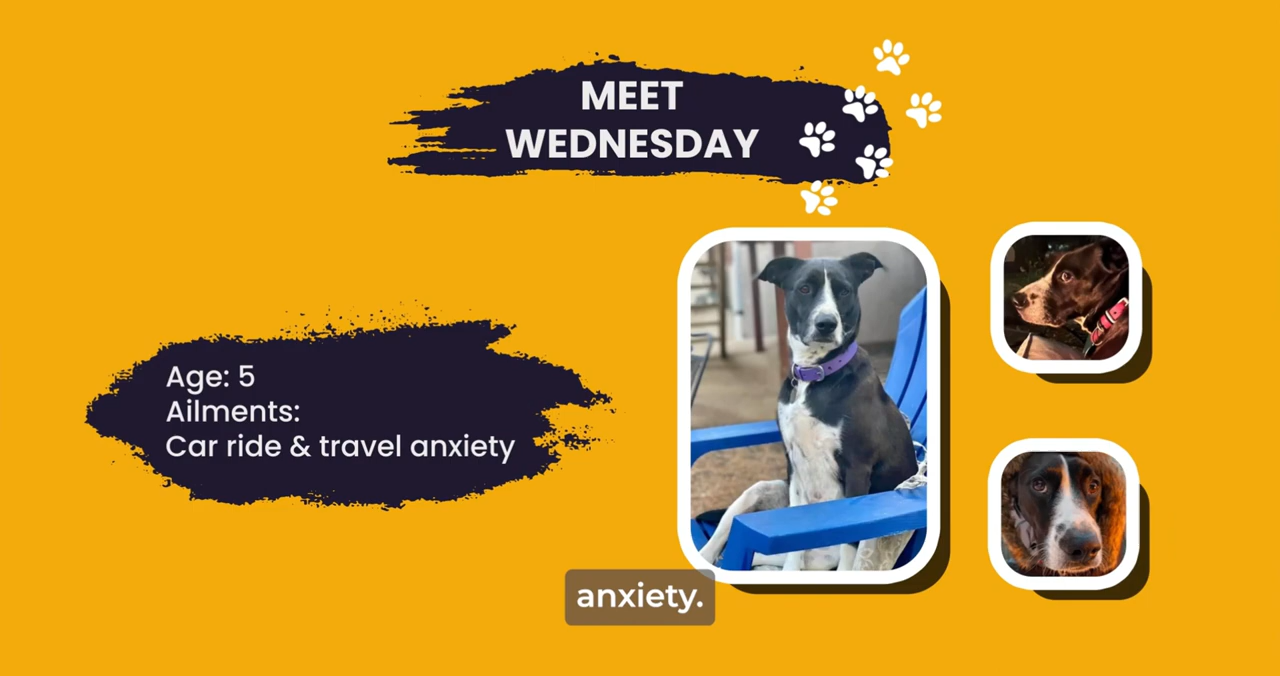 MEET
WEDNESDAY
Age: 5
Ailments:
Car ride & travel anxiety
anxiety.